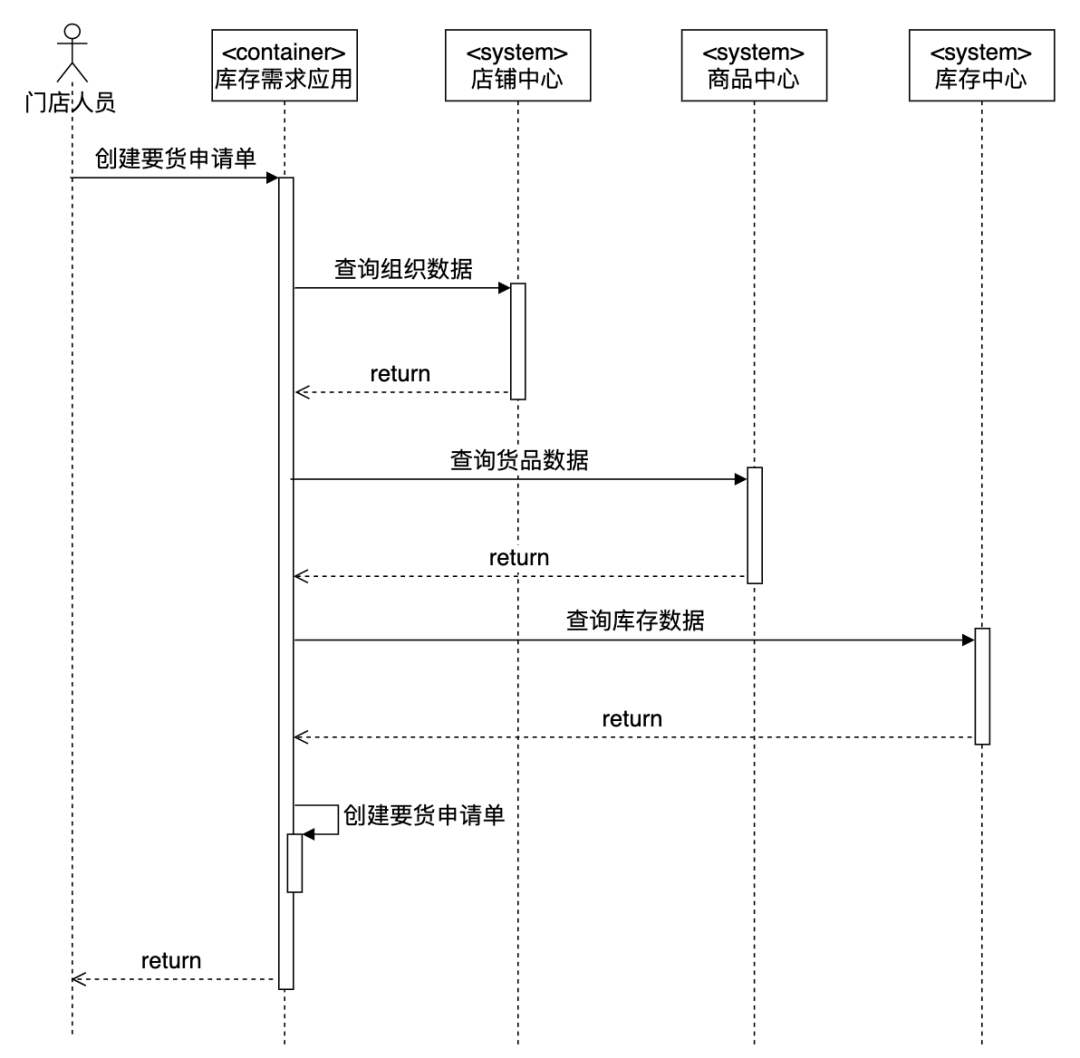 <container>
库存需求应用
<system>
店铺中心
<system>
商品中心
<system>
库存中心
门店人员
创建要货申请单
查询组织数据
return
查询货品数据
return
查询库存数据
return
创建要货申请单
return